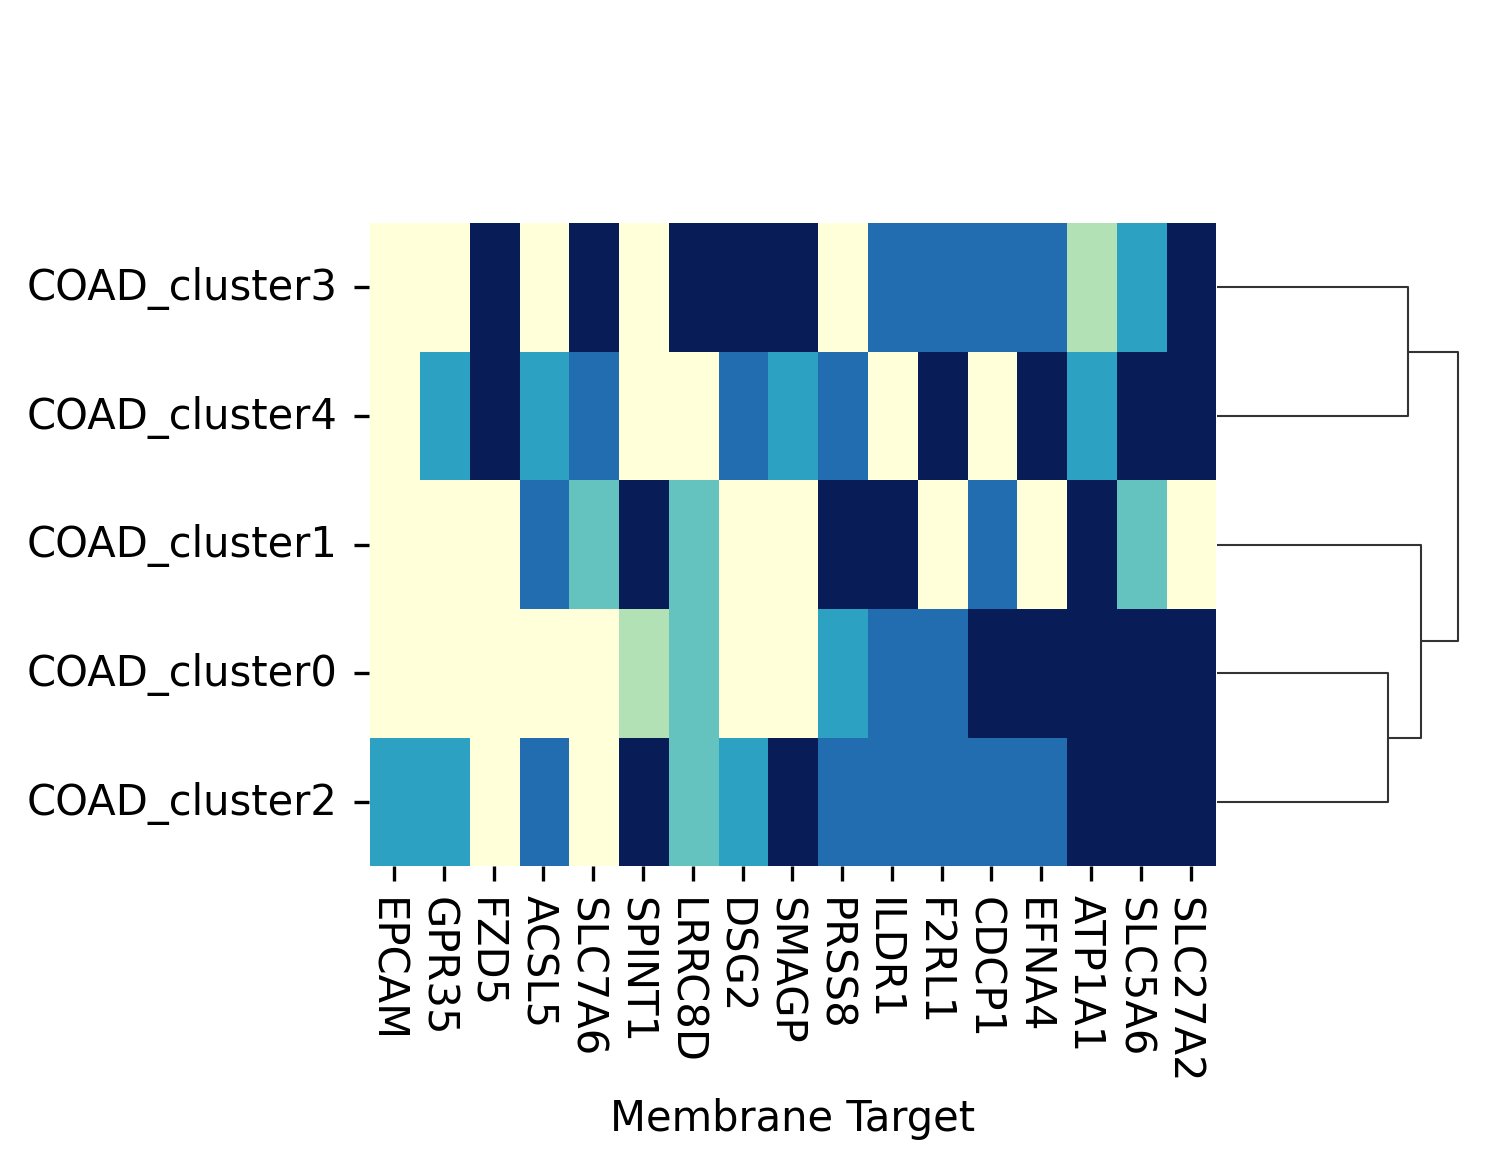 COAD_cluster3
COAD_cluster4
COAD_cluster1
COAD_cluster0
COAD_cluster2
EPCAM
GPR35
FZD5
ACSL5
SLC7A6
SPINT1
LRRC8D
DSG2
SMAGP
PRSS8
ILDR1
F2RL1
CDCP1
EFNA4
ATP1A1
SLC5A6
SLC27A2
Membrane Target